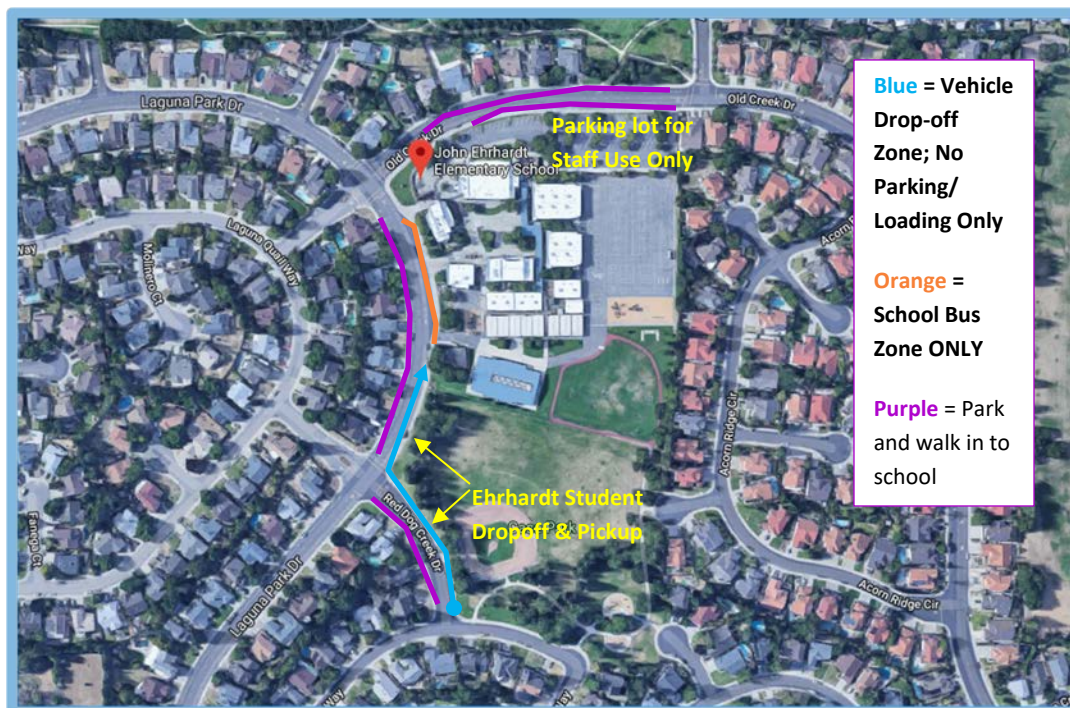 Laguna Park Dr
Old Creek Dr
Old Creek Dr
Parking lot for
Staff Use Only
John Ehrhardt
Elementary School
Laguna Quail Way
Way
Molinero Ct
Acorn Ridge Cir
Fanega Ct
Red Dog Creek Dr
Ehrhardt Student
Dropoff & Pickup
Laguna Park Dr
Acorn Ridge Cir
Way
Way
Blue = Vehicle
Drop-off
Zone; No
Parking/
Loading Only
Orange =
School Bus
Zone ONLY
Purple = Park
and walk in to
school